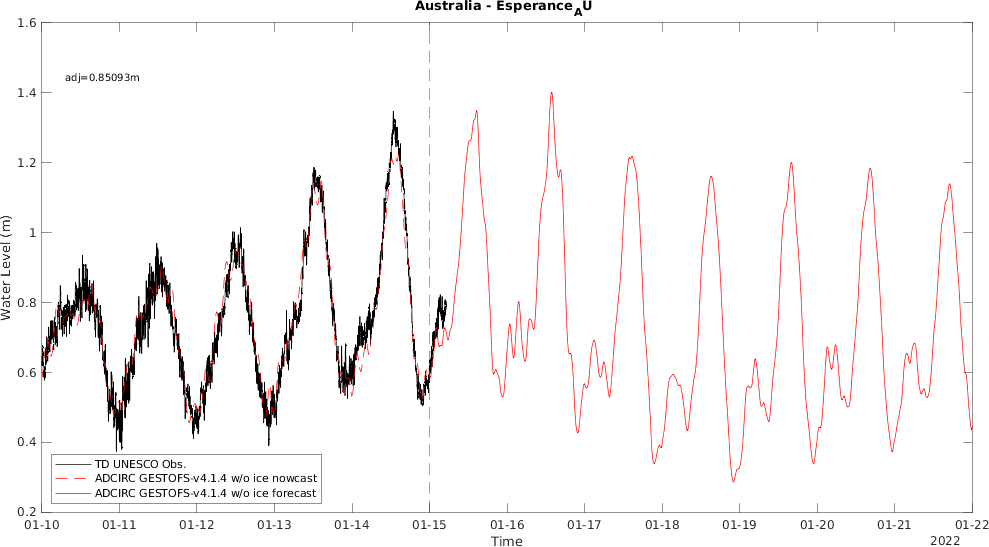 Australia - Esperance_AU
adj=0.85093m
1.6
1.4
1.2
1
0.8
0.6
0.4
0.2
Water Level (m)
TD UNESCO Obs.
ADCIRC GESTOFS-v4.1.4 w/o ice nowcast
ADCIRC GESTOFS-v4.1.4 w/o ice forecast
01-10 01-11 01-12 01-13 01-14 01-15 01-16 01-17 01-18 01-19 01-20 01-21 01-22
Time
2022